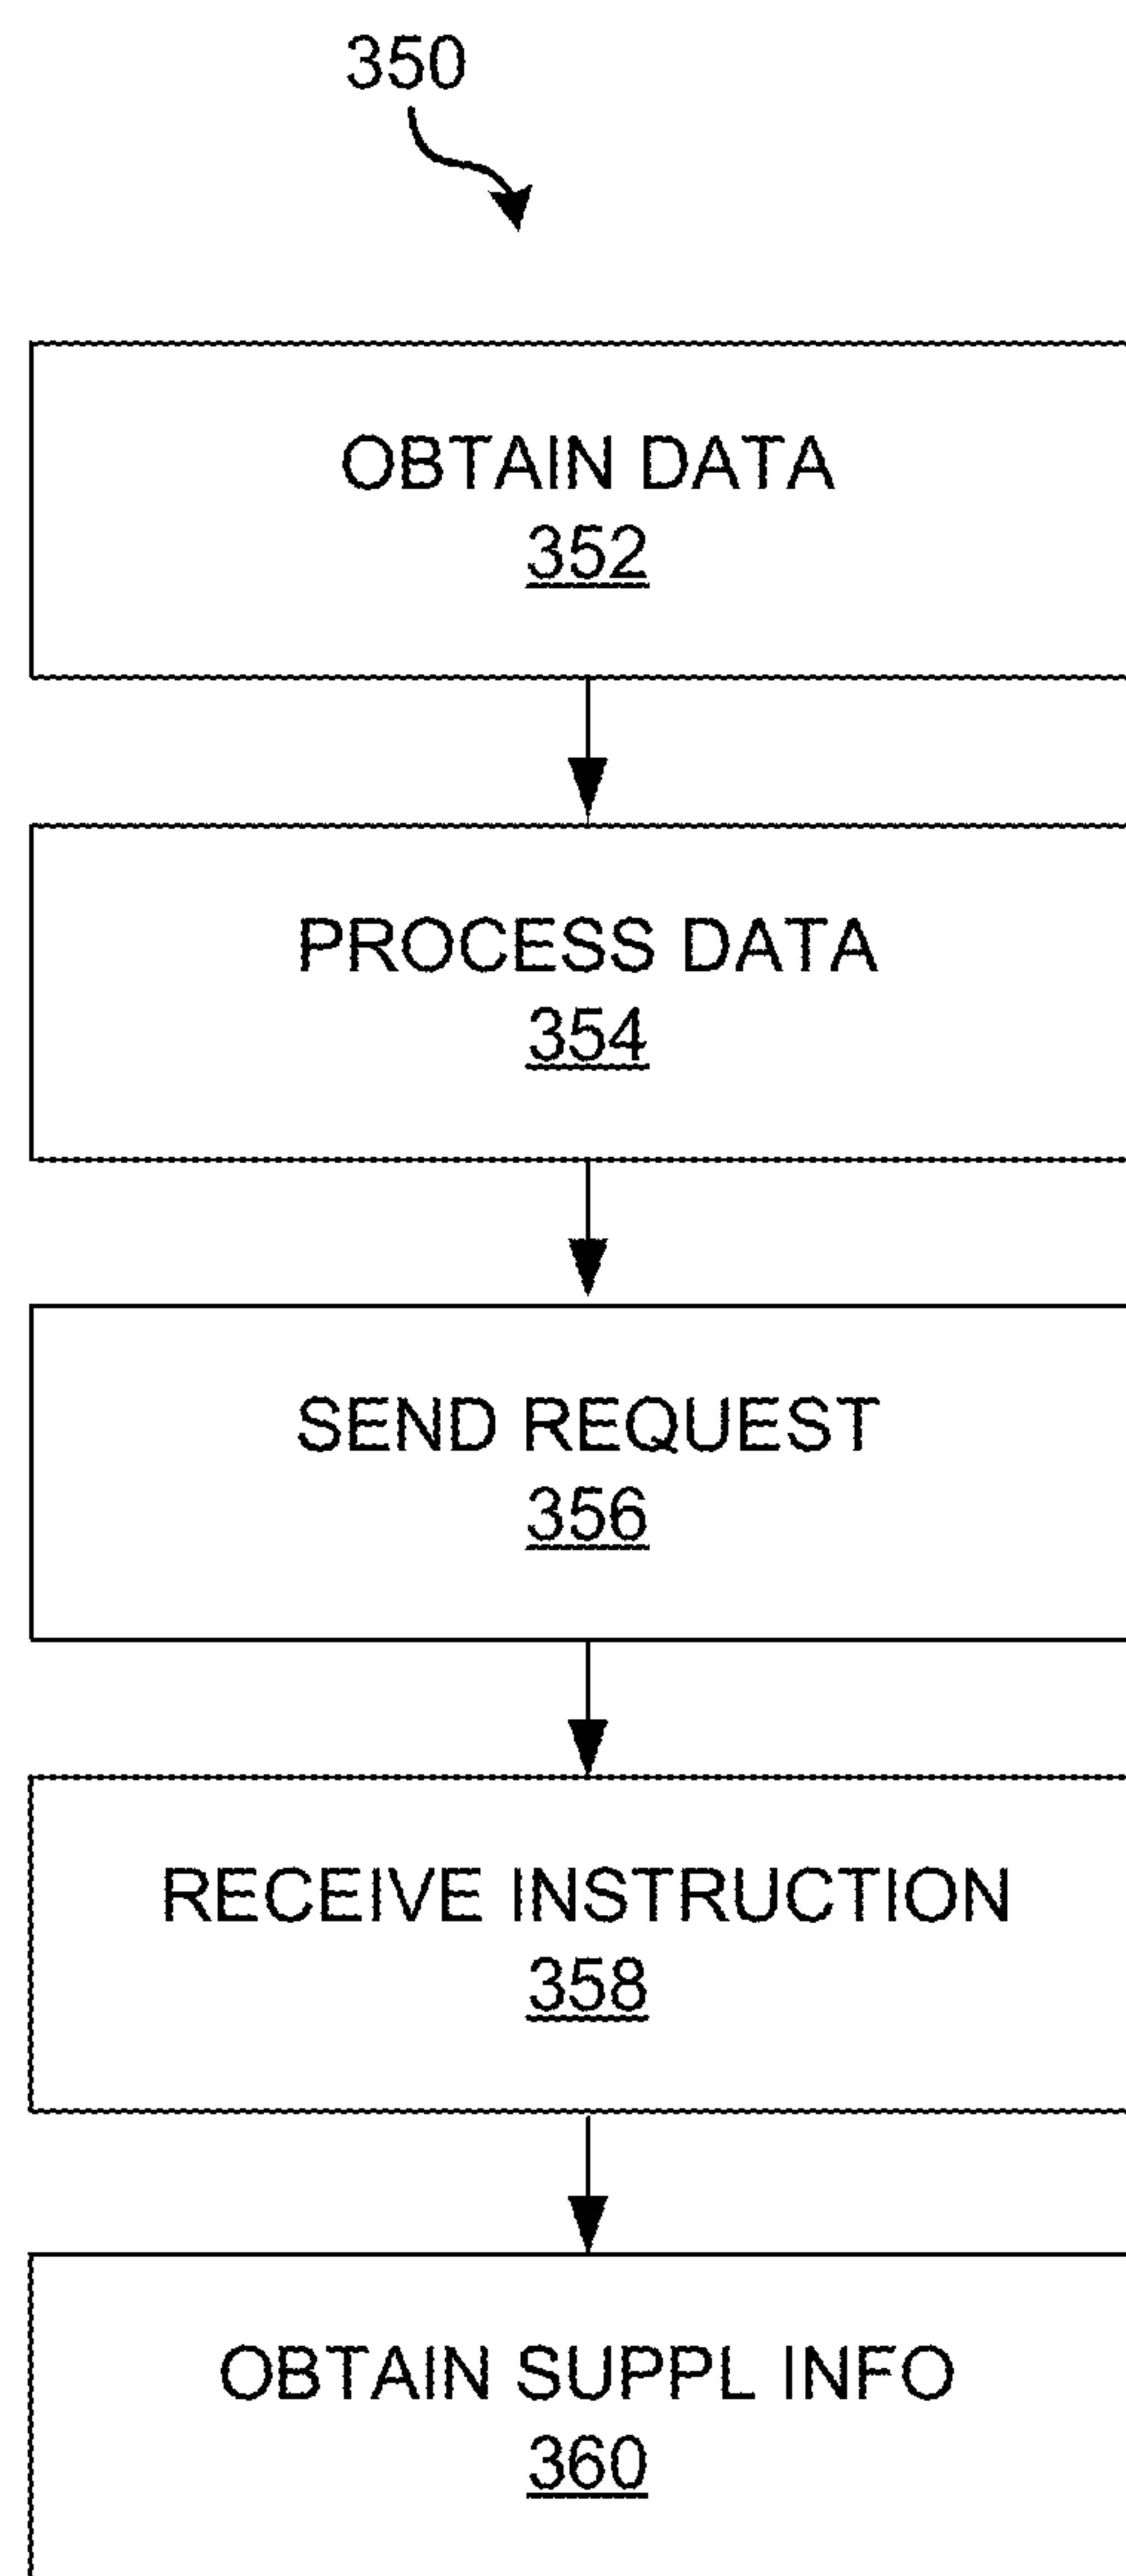 350
OBTAIN DATA
352
PROCESS DATA
354
SEND REQUEST
356
RECEIVE INSTRUCTION
358
OBTAIN SUPPL INFO
360